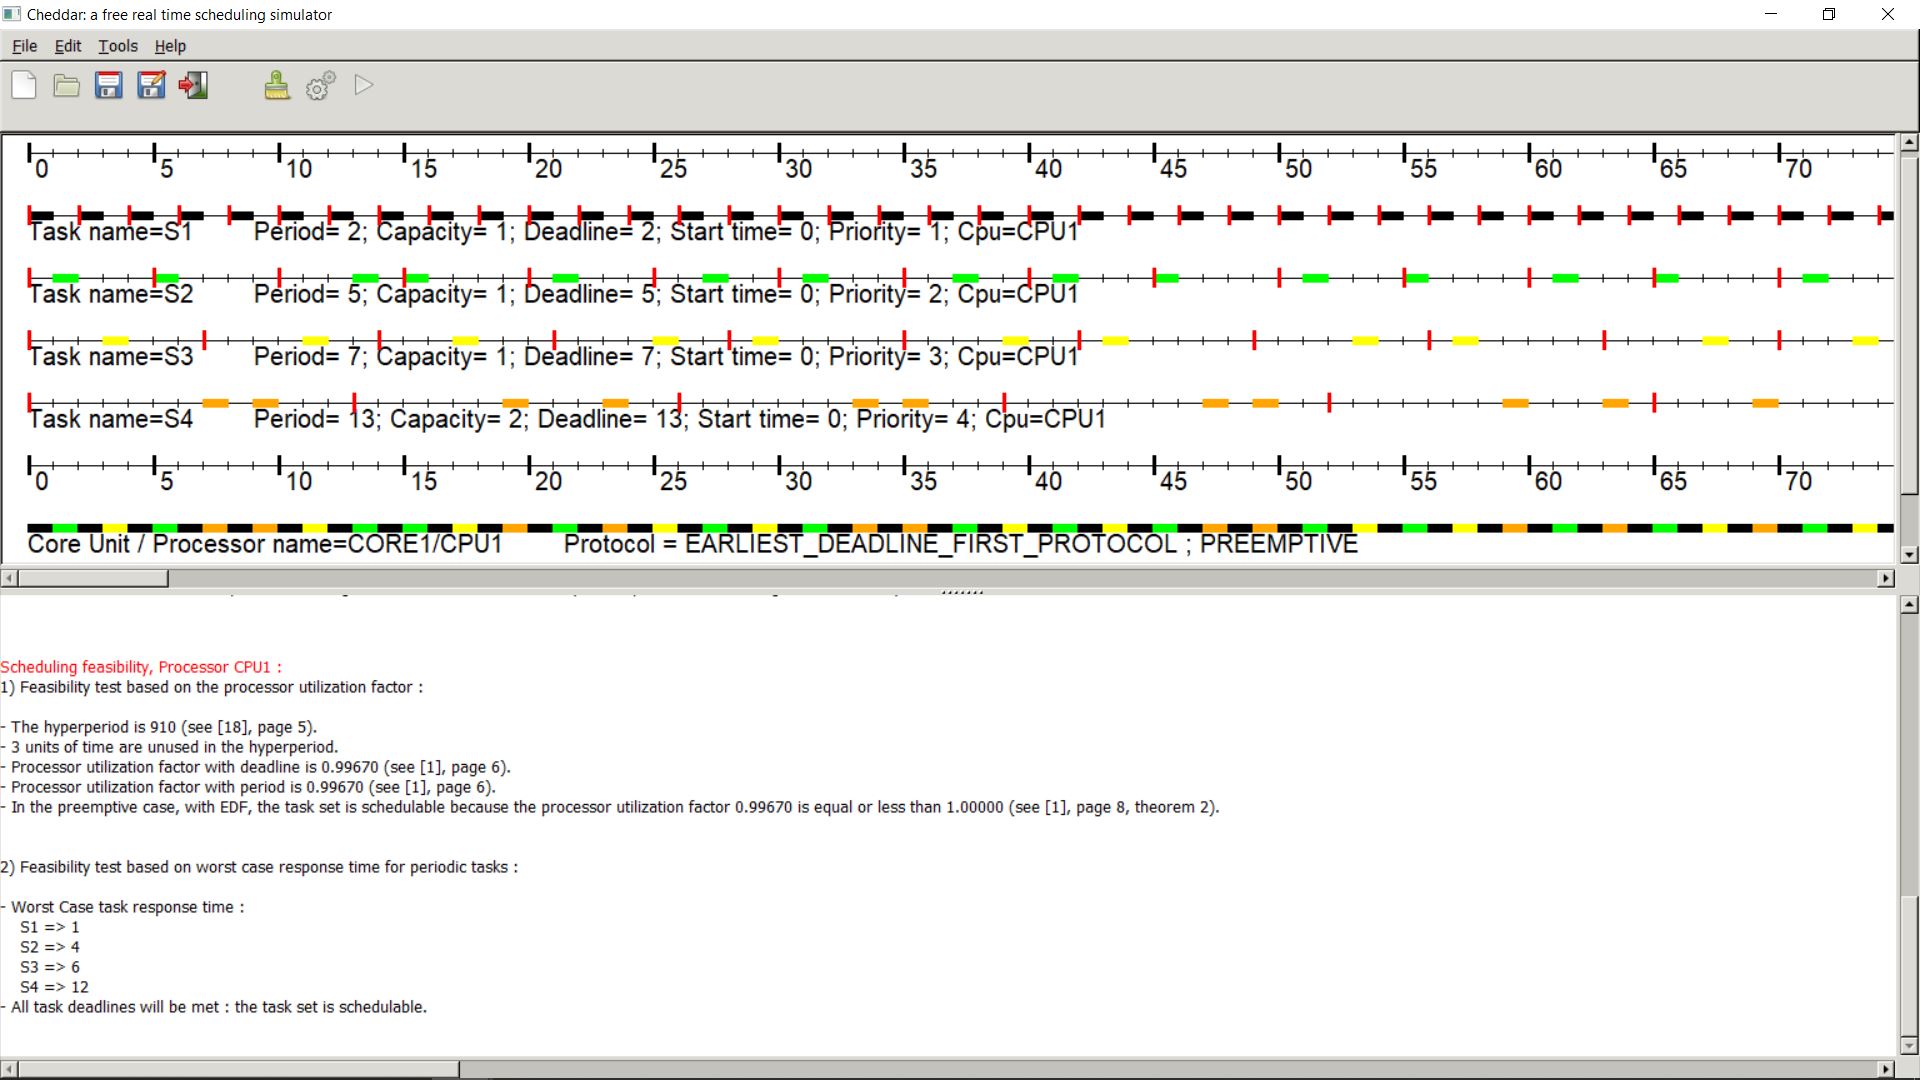 Cheddar: a free real time scheduling simulator
File Edit Tools Help
0 5 10 15 20 25 30 35 40 45 50 55 60 65 70
Task name=S1 Period= 2; Capacity= 1; Deadline= 2; Start time= 0; Priority= 1; Cpu=CPU1
Task name=S2 Period= 5; Capacity= 1; Deadline= 5; Start time= 0; Priority= 2; Cpu=CPU1
Task name=S3 Period= 7; Capacity= 1; Deadline= 7; Start time= 0; Priority= 3; Cpu=CPU1
Task name=S4 Period= 13; Capacity= 2; Deadline= 13; Start time= 0; Priority= 4; Cpu=CPU1
0 5 10 15 20 25 30 35 40 45 50 55 60 65 70
Core Unit / Processor name=CORE1/CPU1 Protocol = EARLIEST_DEADLINE_FIRST_PROTOCOL ; PREEMPTIVE
Scheduling feasibility, Processor CPU1 :
1) Feasibility test based on the processor utilization factor :
- The hyperperiod is 910 (see [18], page 5).
- 3 units of time are unused in the hyperperiod.
- Processor utilization factor with deadline is 0.99670 (see [1], page 6).
- Processor utilization factor with period is 0.99670 (see [1], page 6).
- In the preemptive case, with EDF, the task set is schedulable because the processor utilization factor 0.99670 is equal or less than 1.00000 (see [1], page 8, theorem 2).
2) Feasibility test based on worst case response time for periodic tasks :
- Worst Case task response time :
S1 => 1
S2 => 4
S3 => 6
S4 => 12
- All task deadlines will be met : the task set is schedulable.